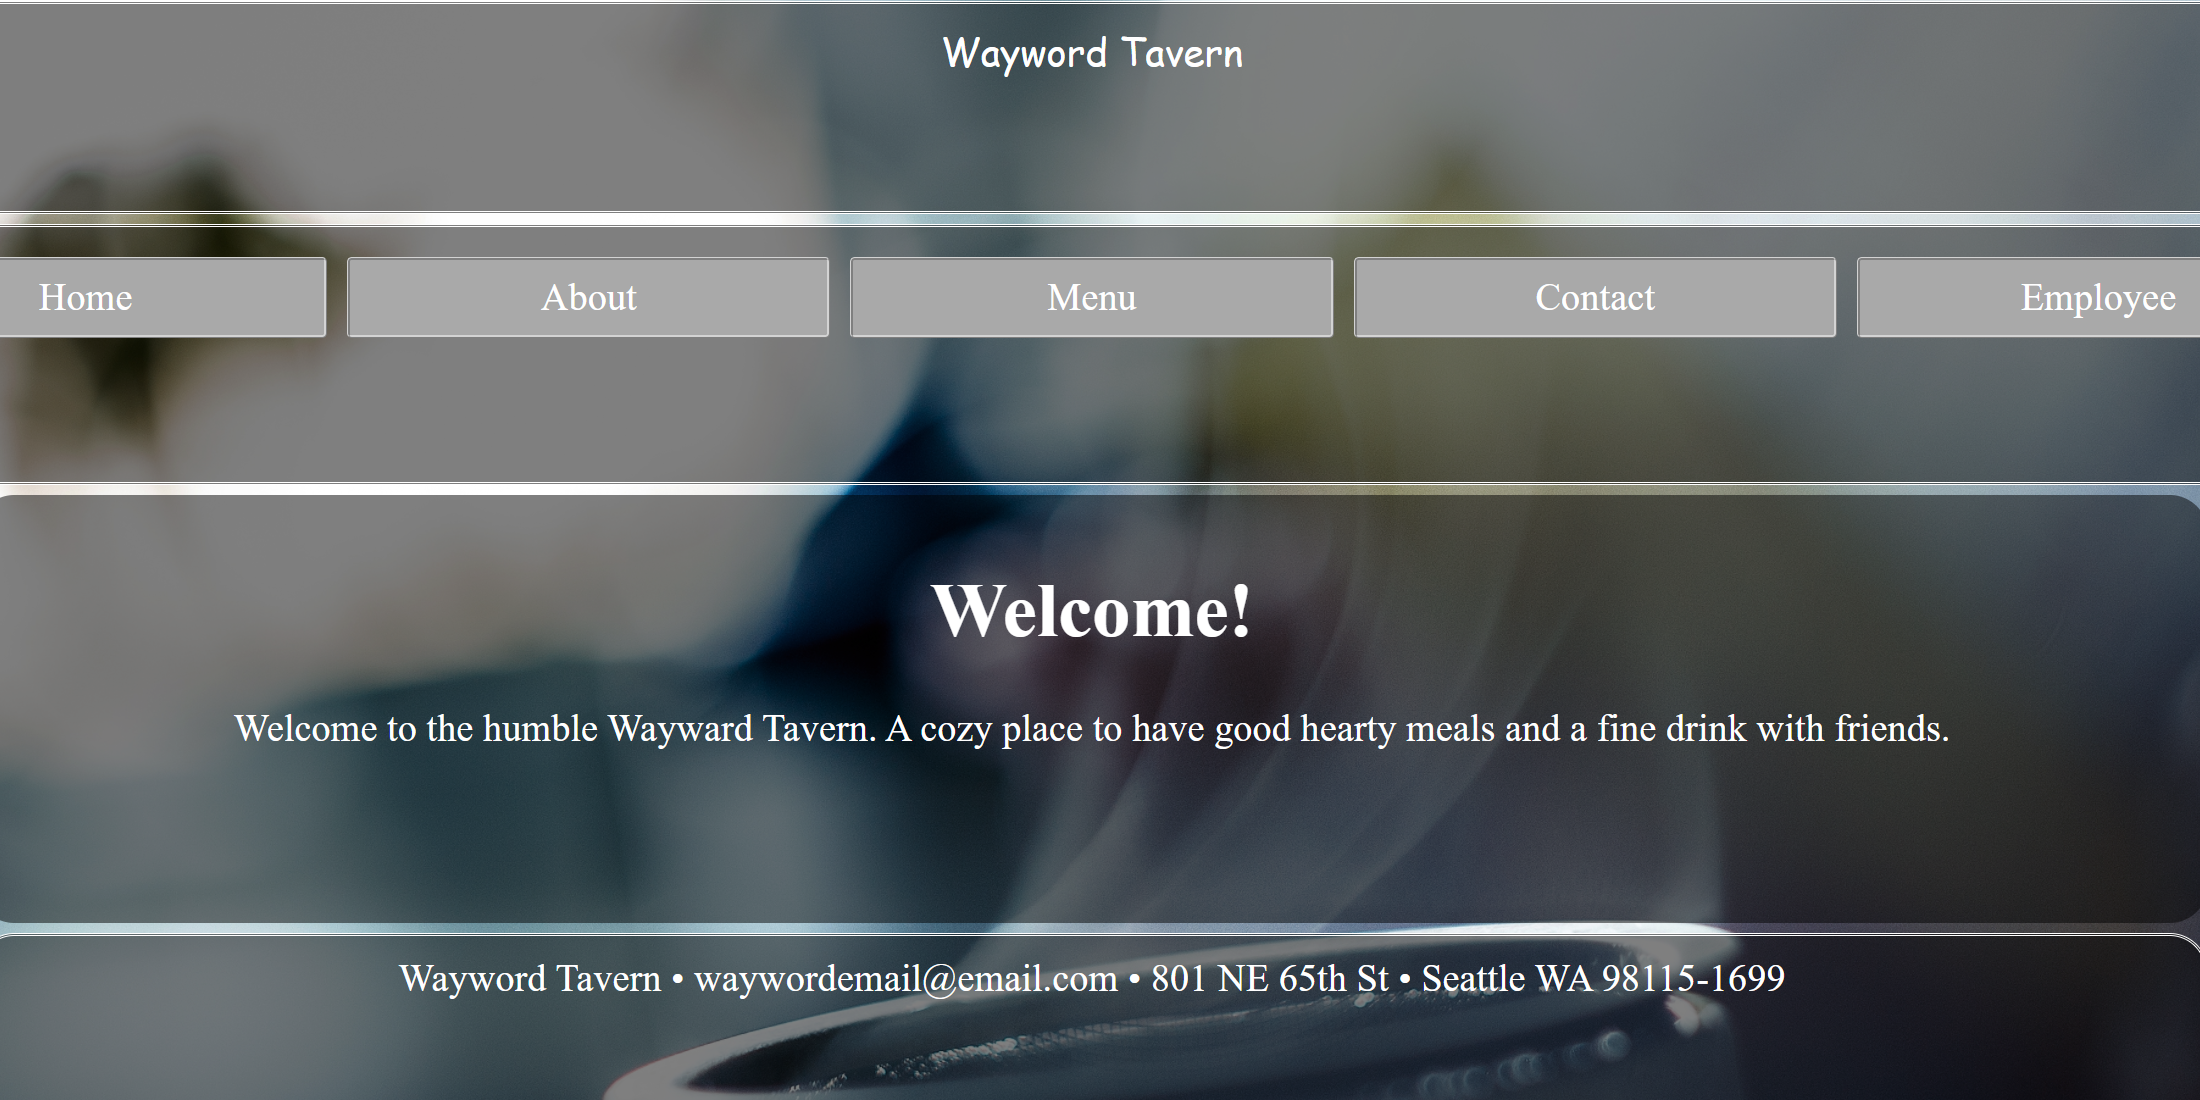 Wayword Tavern
Home About Menu Contact Employee
Welcome!
Welcome to the humble Wayward Tavern. A cozy place to have good hearty meals and a fine drink with friends.
Wayword Tavern • waywordemail@email.com • 801 NE 65th St • Seattle WA 98115-1699